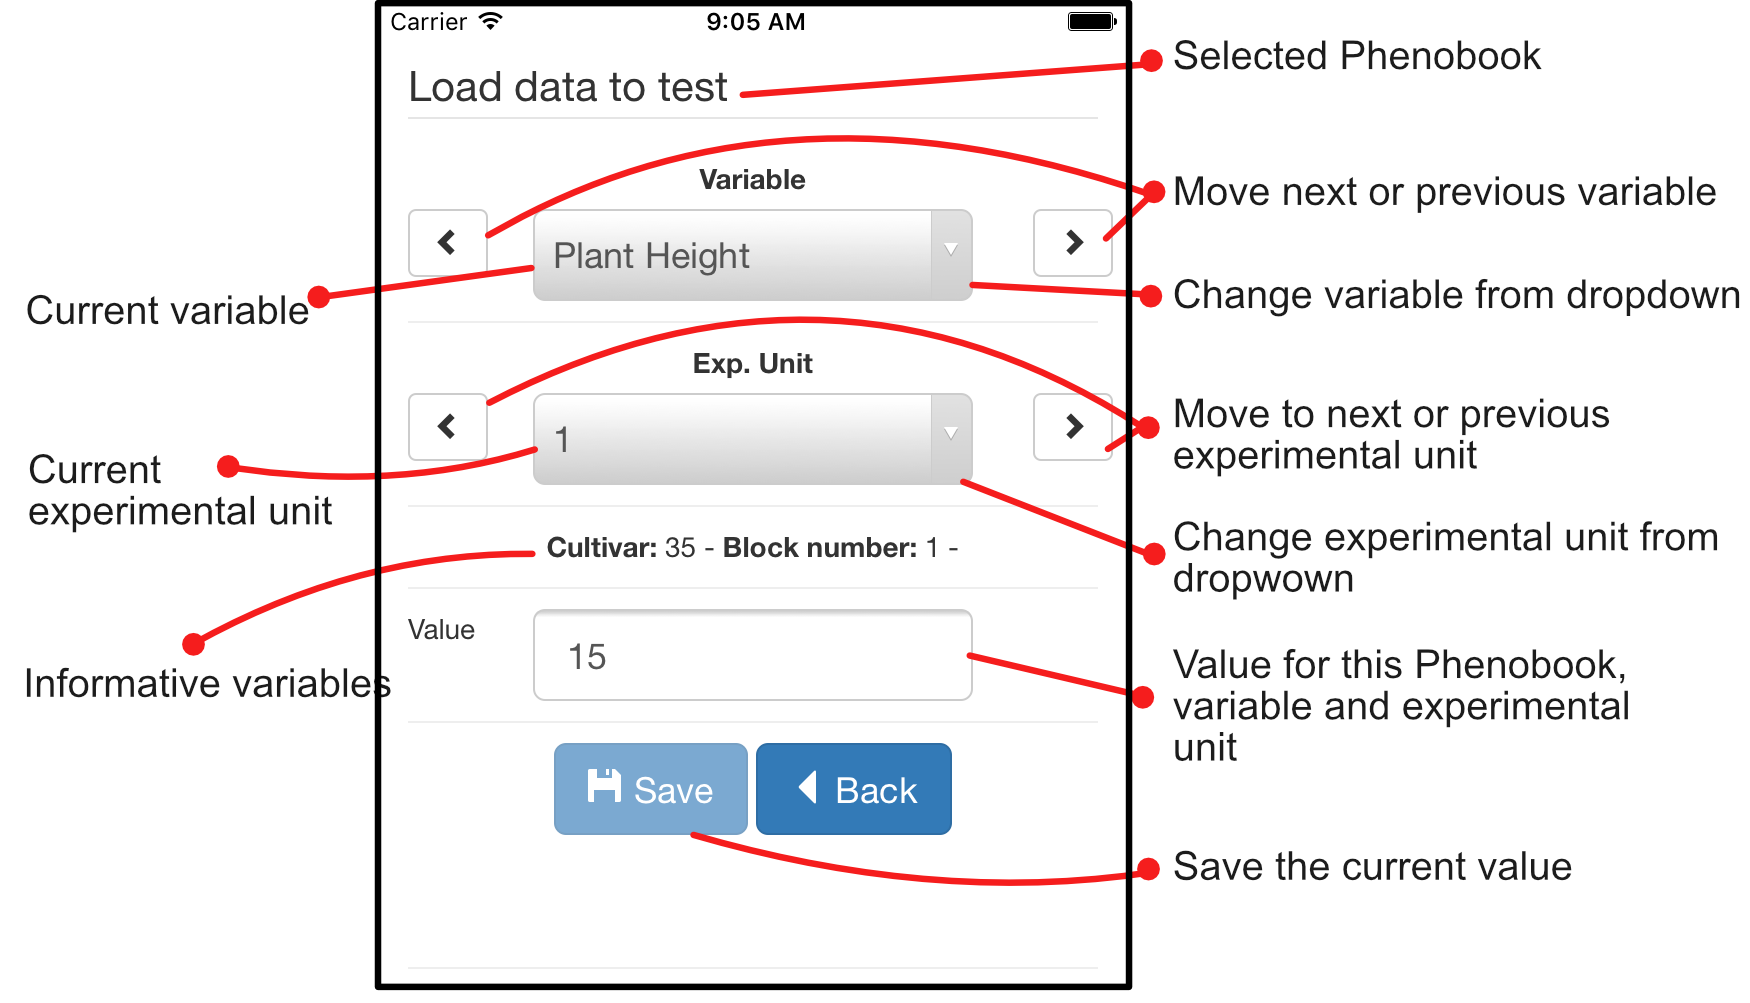 Carrier 9:05 AM
Load data to test
Selected Phenobook
Variable
Move next or previous variable
Plant Height
Change variable from dropdown
Current variable
Exp. Unit
1
Move to next or previous
experimental unit
Current
experimental unit
Change experimental unit from
dropwown
Cultivar: 35 - Block number: 1 -
Informative variables
Value
15
Value for this Phenobook,
variable and experimental
unit
Save
Back
Save the current value